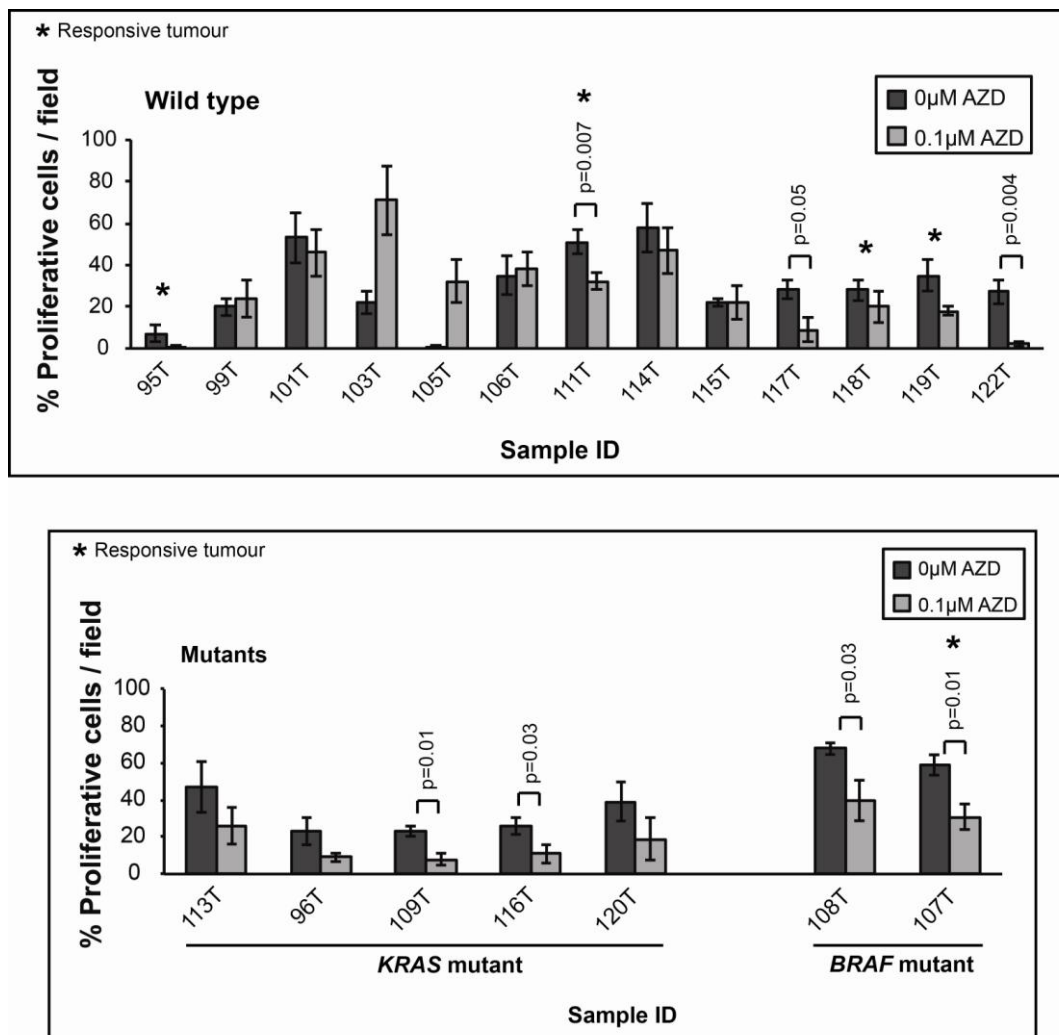 * Responsive tumour
Wild type
0µM AZD
0.1µM AZD
% Proliferative cells / field
100
80
60
40
20
0
*
p=0.007
*
p=0.05
*
*
p=0.004
95T
99T
101T
103T
105T
106T
111T
114T
115T
117T
118T
119T
122T
Sample ID
* Responsive tumour
0µM AZD
0.1µM AZD
Mutants
% Proliferative cells / field
100
80
60
40
20
0
p=0.01
p=0.03
p=0.03
*
p=0.01
113T
96T
109T
116T
120T
108T
107T
KRAS mutant
BRAF mutant
Sample ID